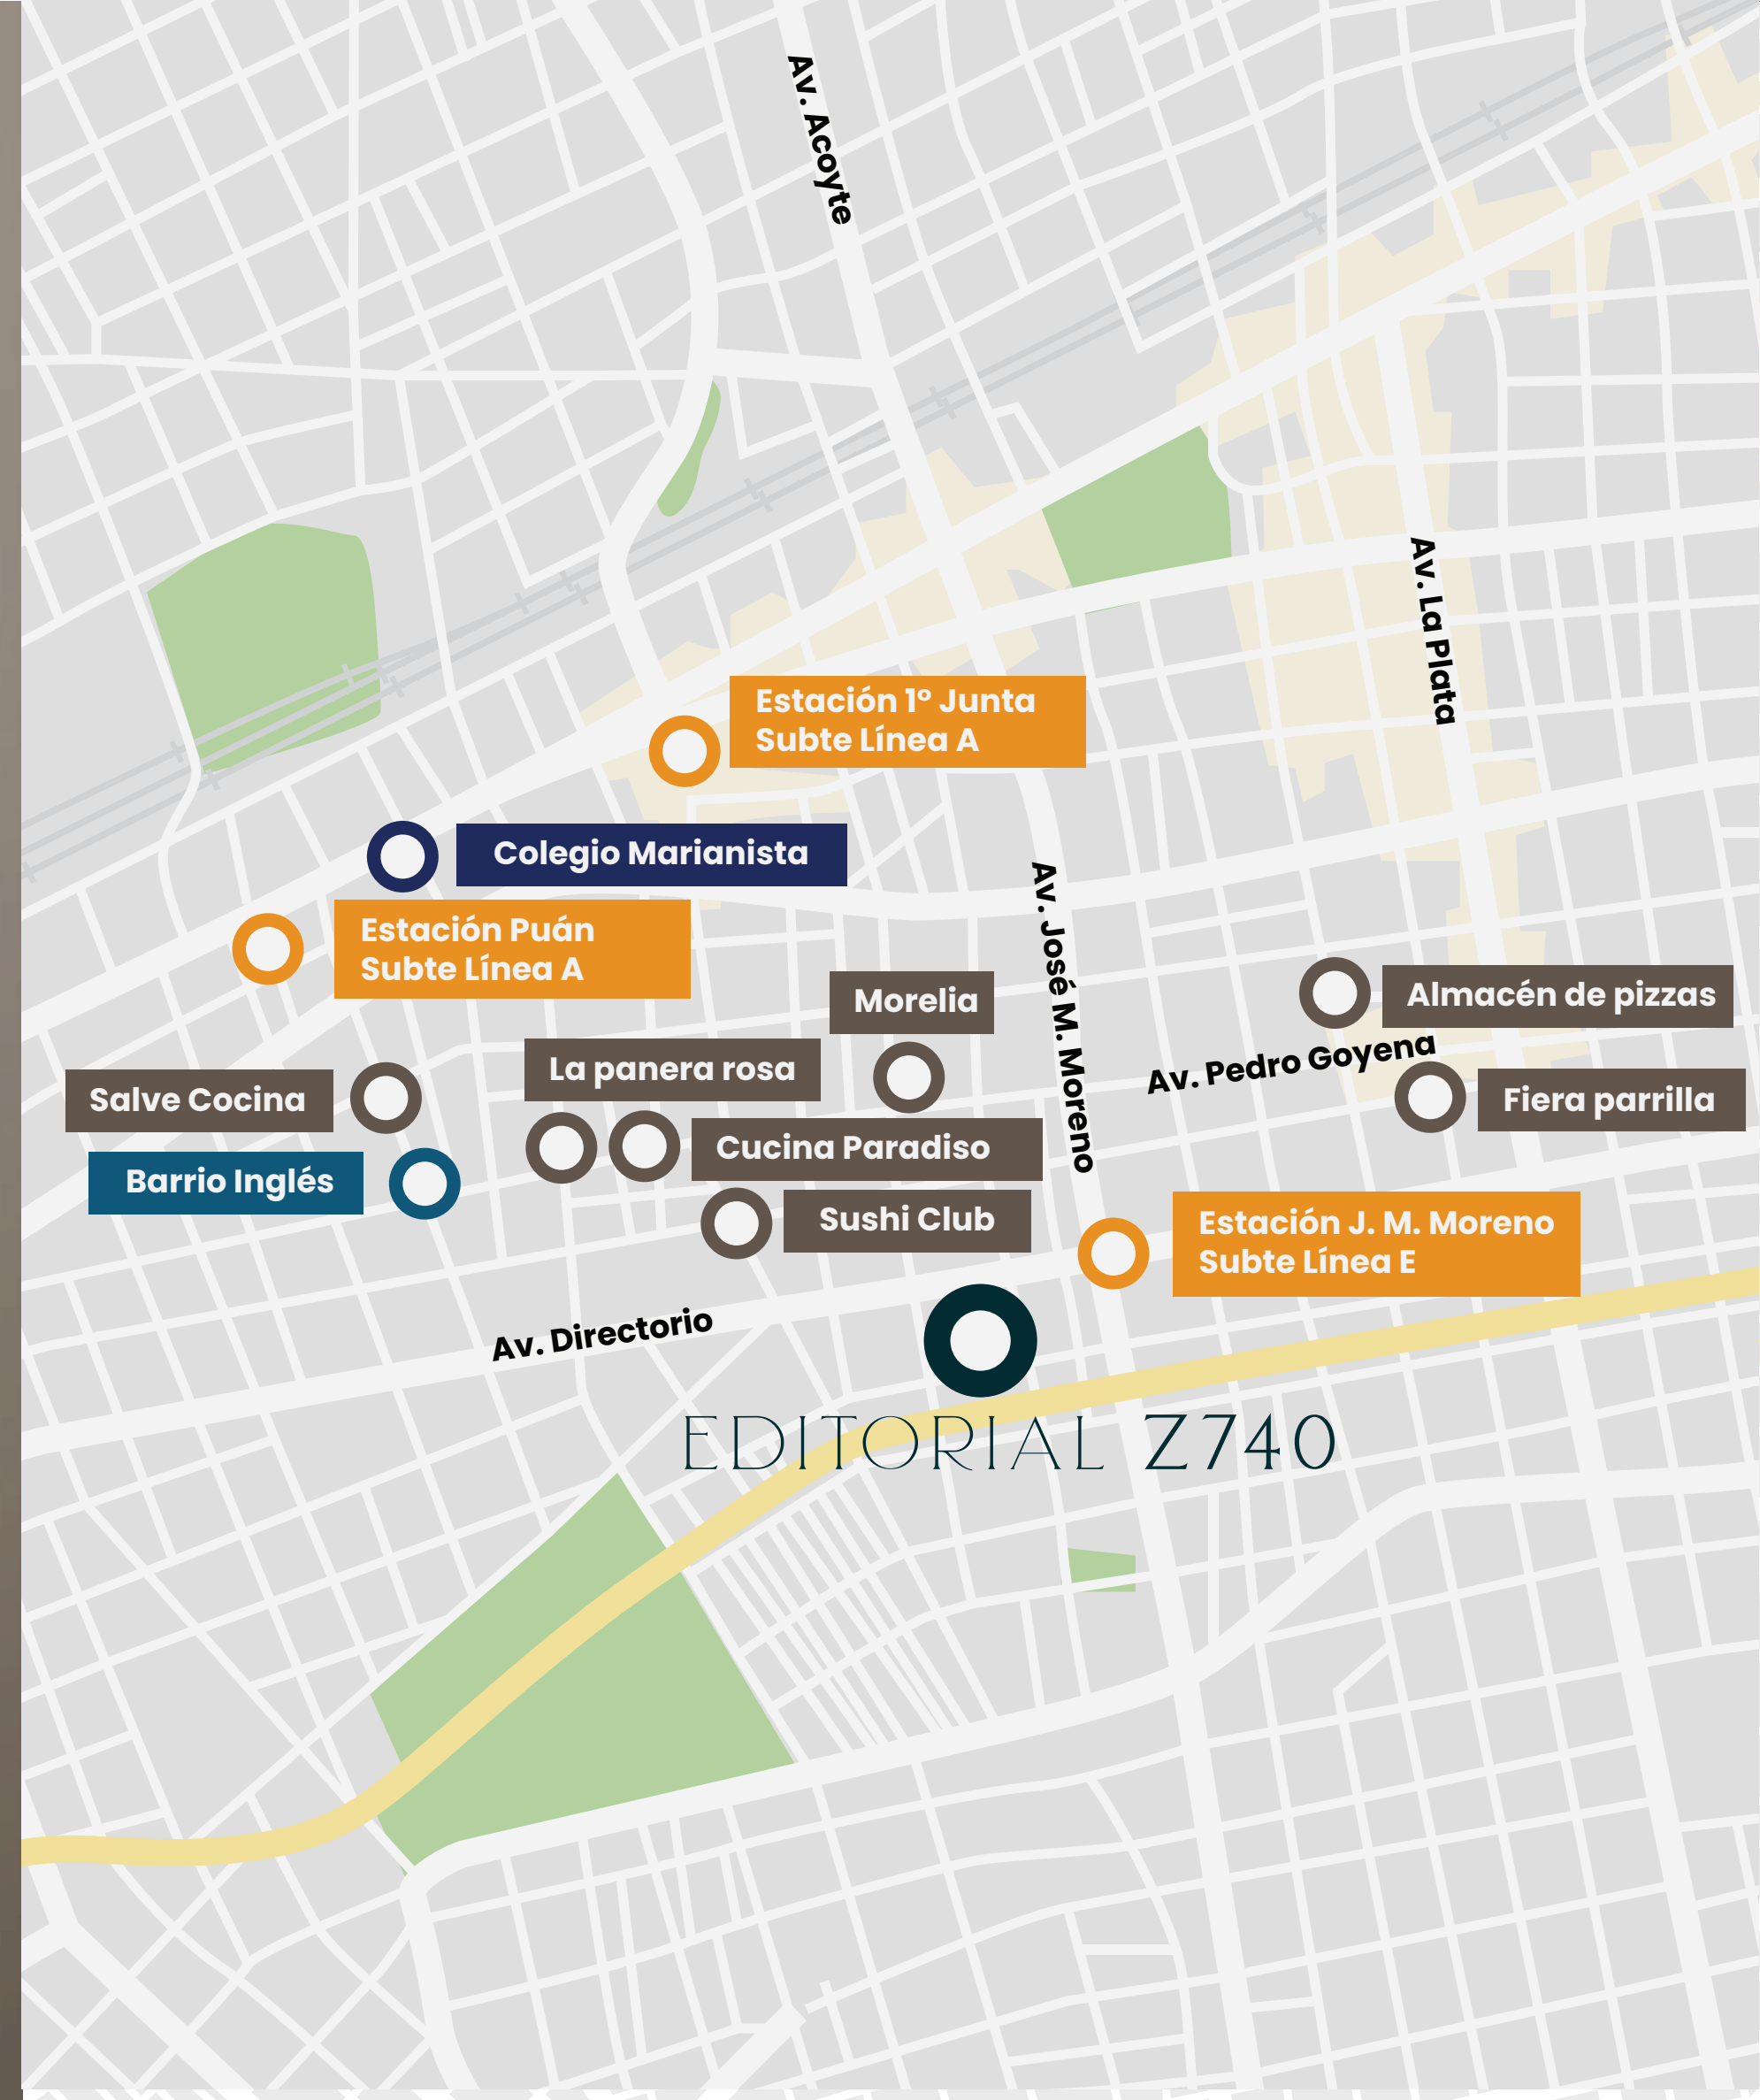 Av. Acoyte
Av. La Plata
Estación 1º Junta
Subte Línea A
Colegio Marianista
Estación Puán
Subte Línea A
Av. José M. Moreno
Morelia
Almacén de pizzas
Av. Pedro Goyena
La panera rosa
Salve Cocina
Fiera parrilla
Cucina Paradiso
Barrio Inglés
Sushi Club
Estación J. M. Moreno
Subte Línea E
Av. Directorio
EDITORIAL Z740